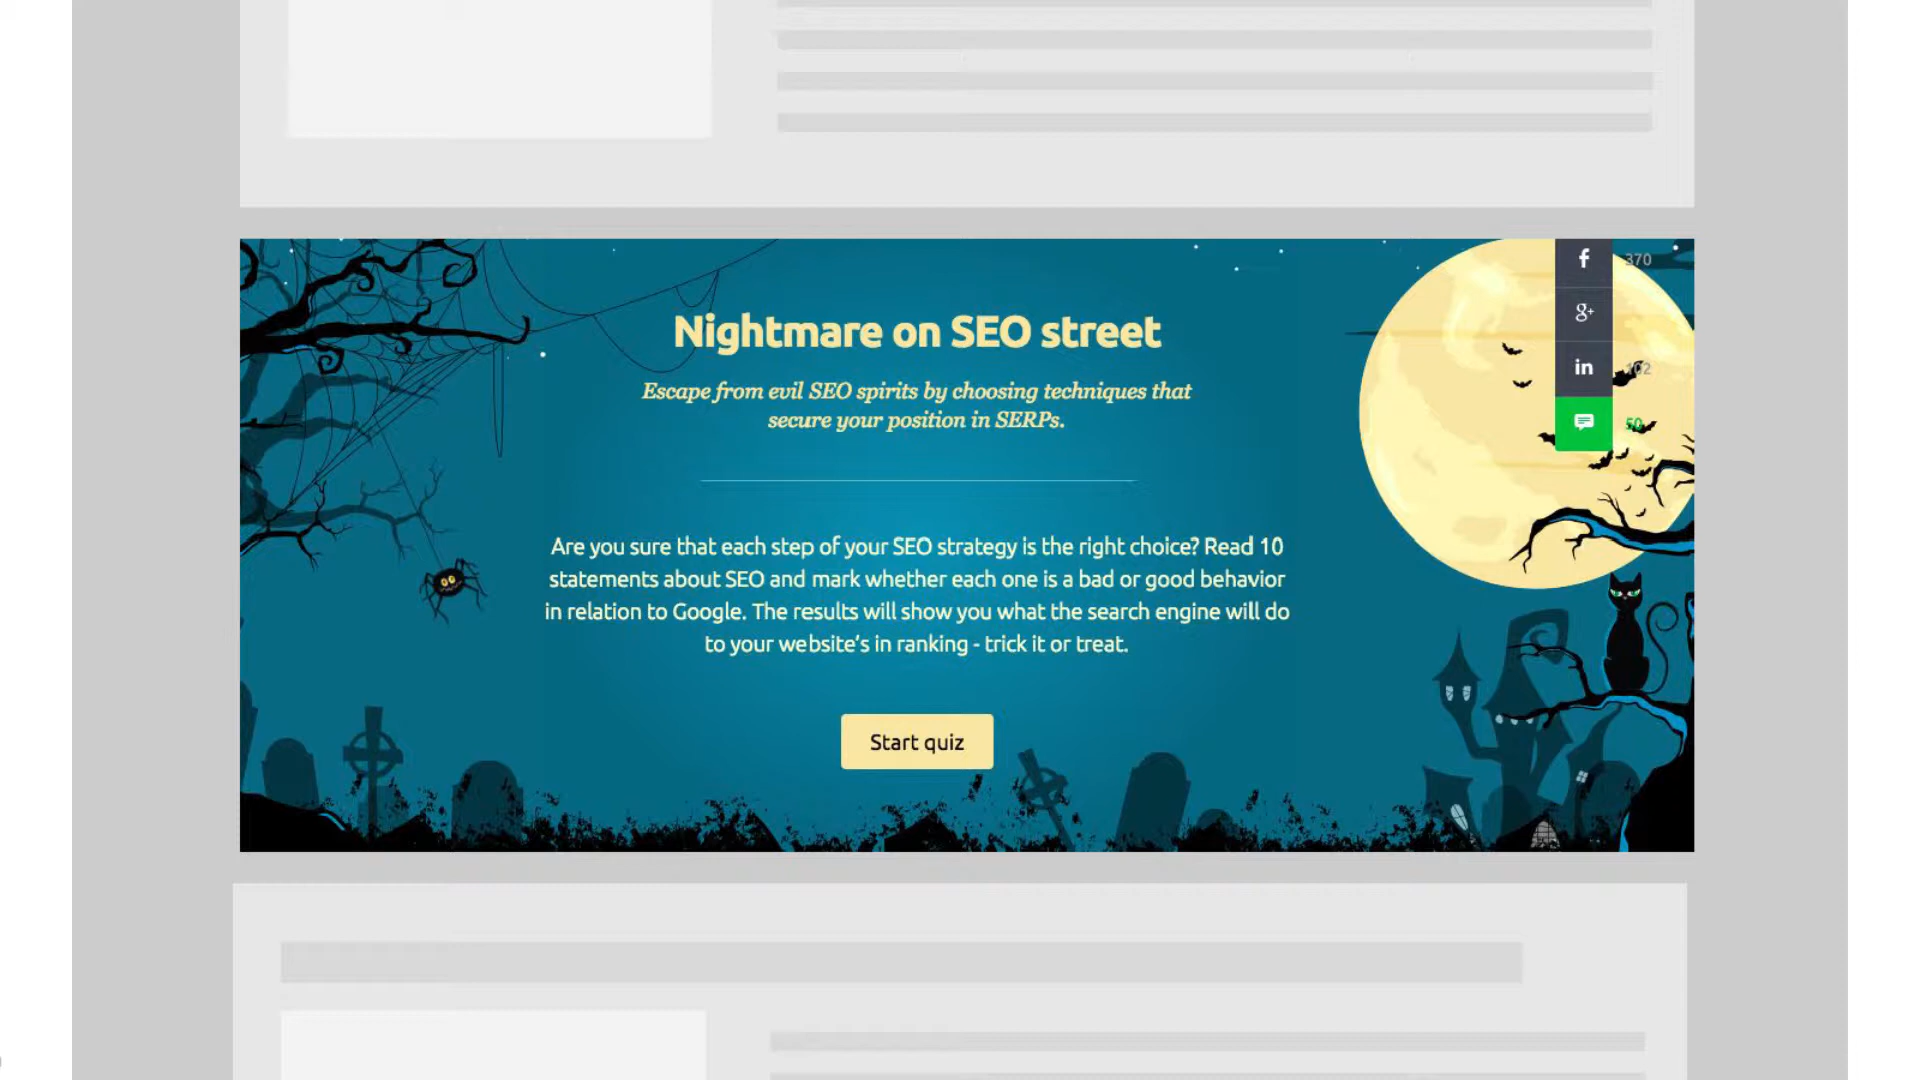 370
g+
in
Nightmare on SEO street
Escape from evil SEO spirits by choosing techniques that
secure your position in SERPs.
50
Are you sure that each step of your SEO strategy is the right choice? Read 10
statements about SEO and mark whether each one is a bad or good behavior
in relation to Google. The results will show you what the search engine will do
to your website’s in ranking - trick it or treat.
Start quiz